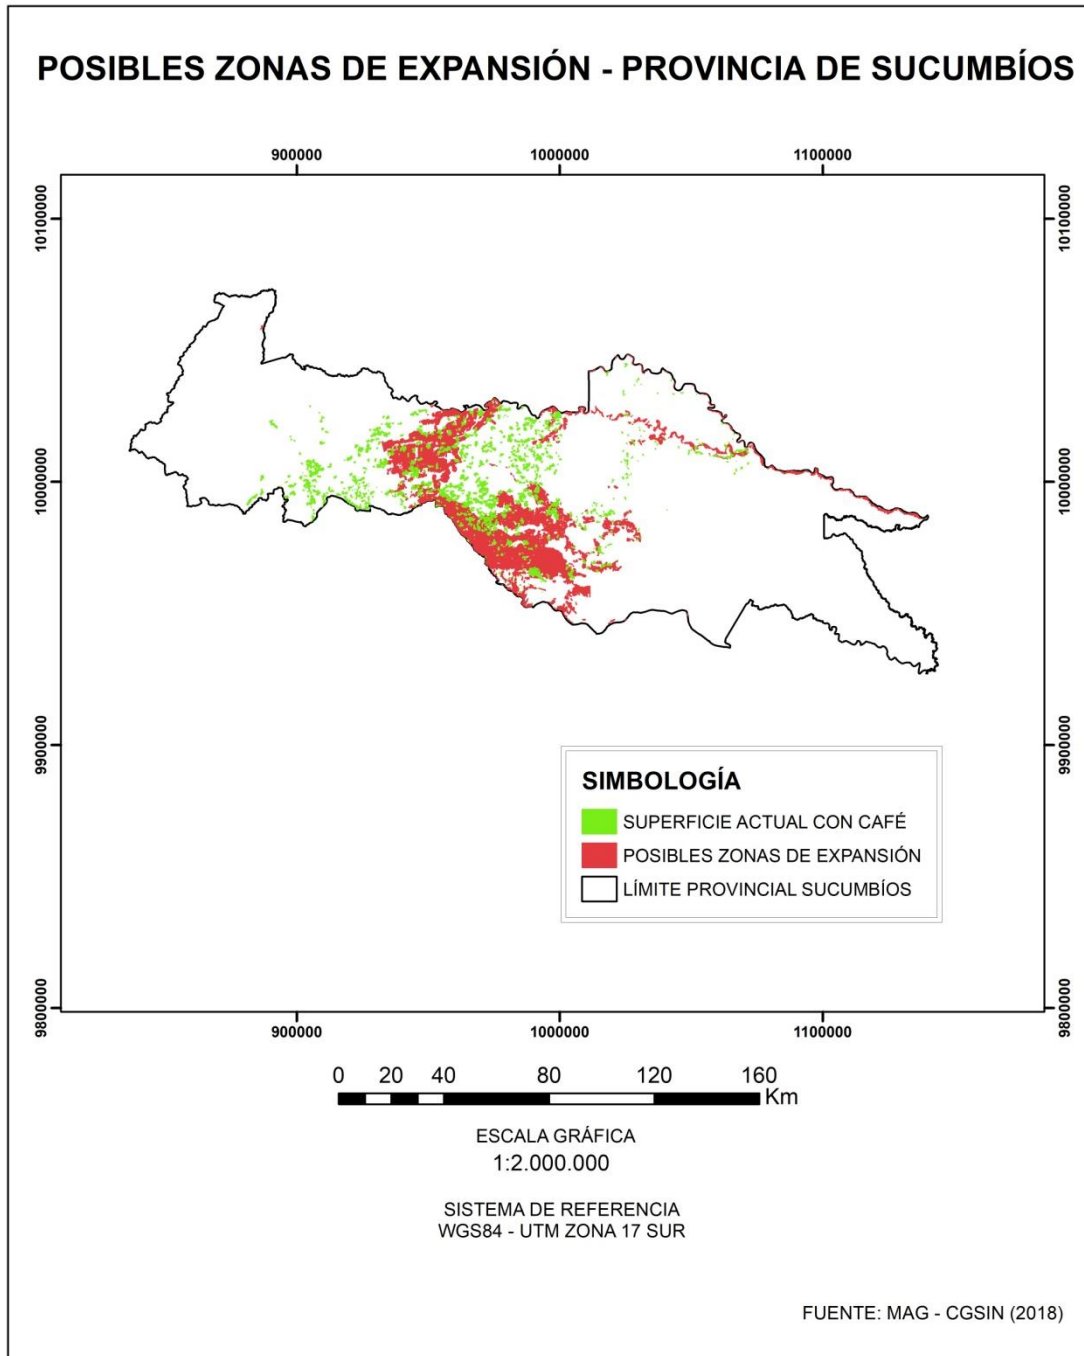 POSIBLES ZONAS DE EXPANSIÓN - PROVINCIA DE SUCUMBÍOS
900000 1000000 1100000
10100000 10100000
10000000 10000000
9900000 9900000
SIMBOLOGÍA
SUPERFICIE ACTUAL CON CAFÉ
POSIBLES ZONAS DE EXPANSIÓN
LÍMITE PROVINCIAL SUCUMBÍOS
9800000 9800000
900000 1000000 1100000
0 20 40 80 120 160
Km
ESCALA GRÁFICA
1:2.000.000
SISTEMA DE REFERENCIA
WGS84 - UTM ZONA 17 SUR
FUENTE: MAG - CGSIN (2018)